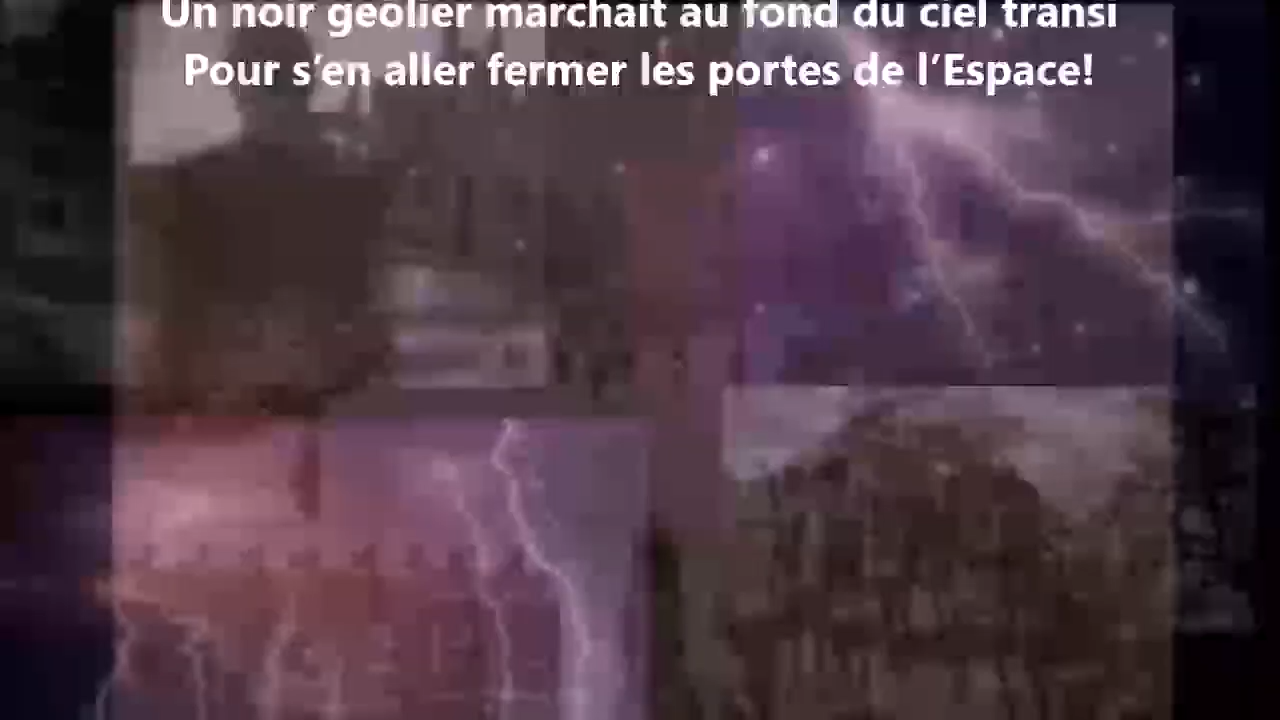 Un noir geôlier marchait au fond du ciel transi
Pour s’en aller fermer les portes de l’Espace!